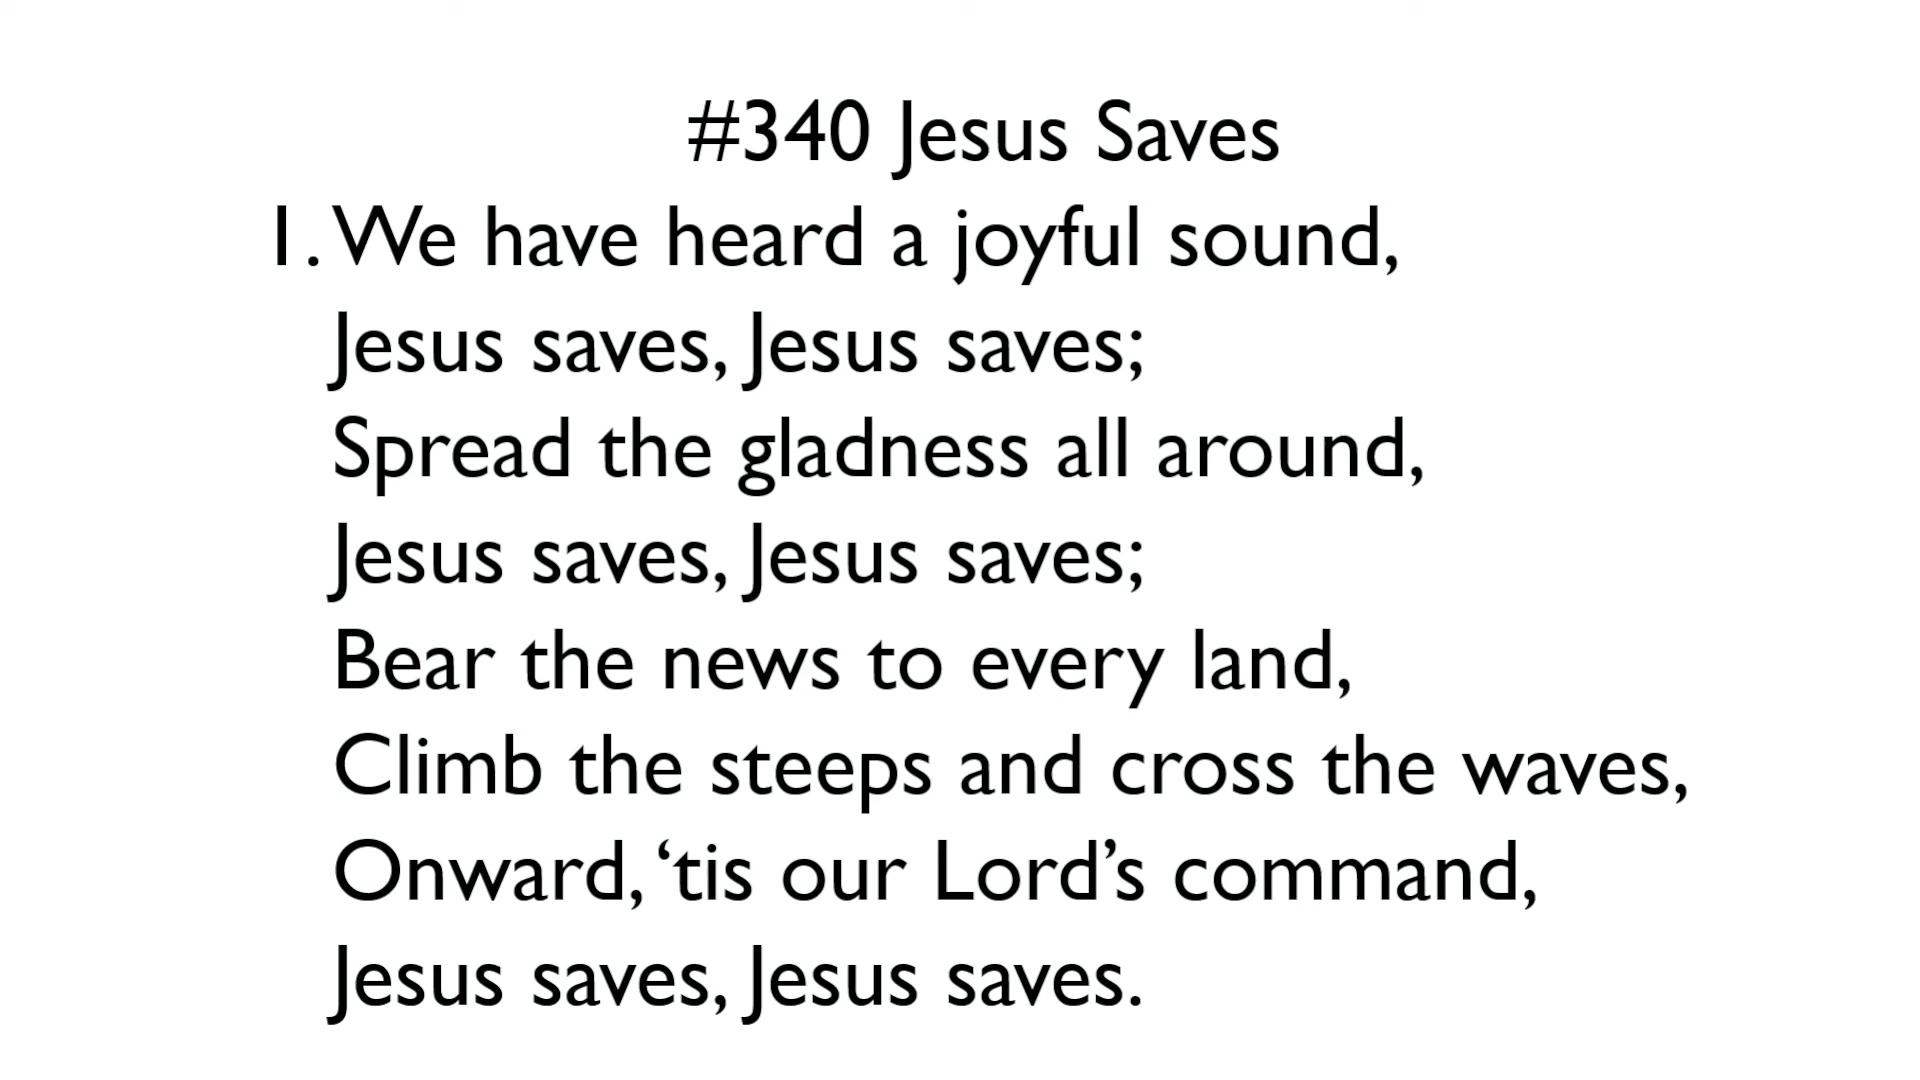 #340 Jesus Saves
1. We have heard a joyful sound,
Jesus saves, Jesus saves;
Spread the gladness all around,
Jesus saves, Jesus saves;
Bear the news to every land,
Climb the steeps and cross the waves,
Onward, ‘tis our Lord’s command,
Jesus saves, Jesus saves.